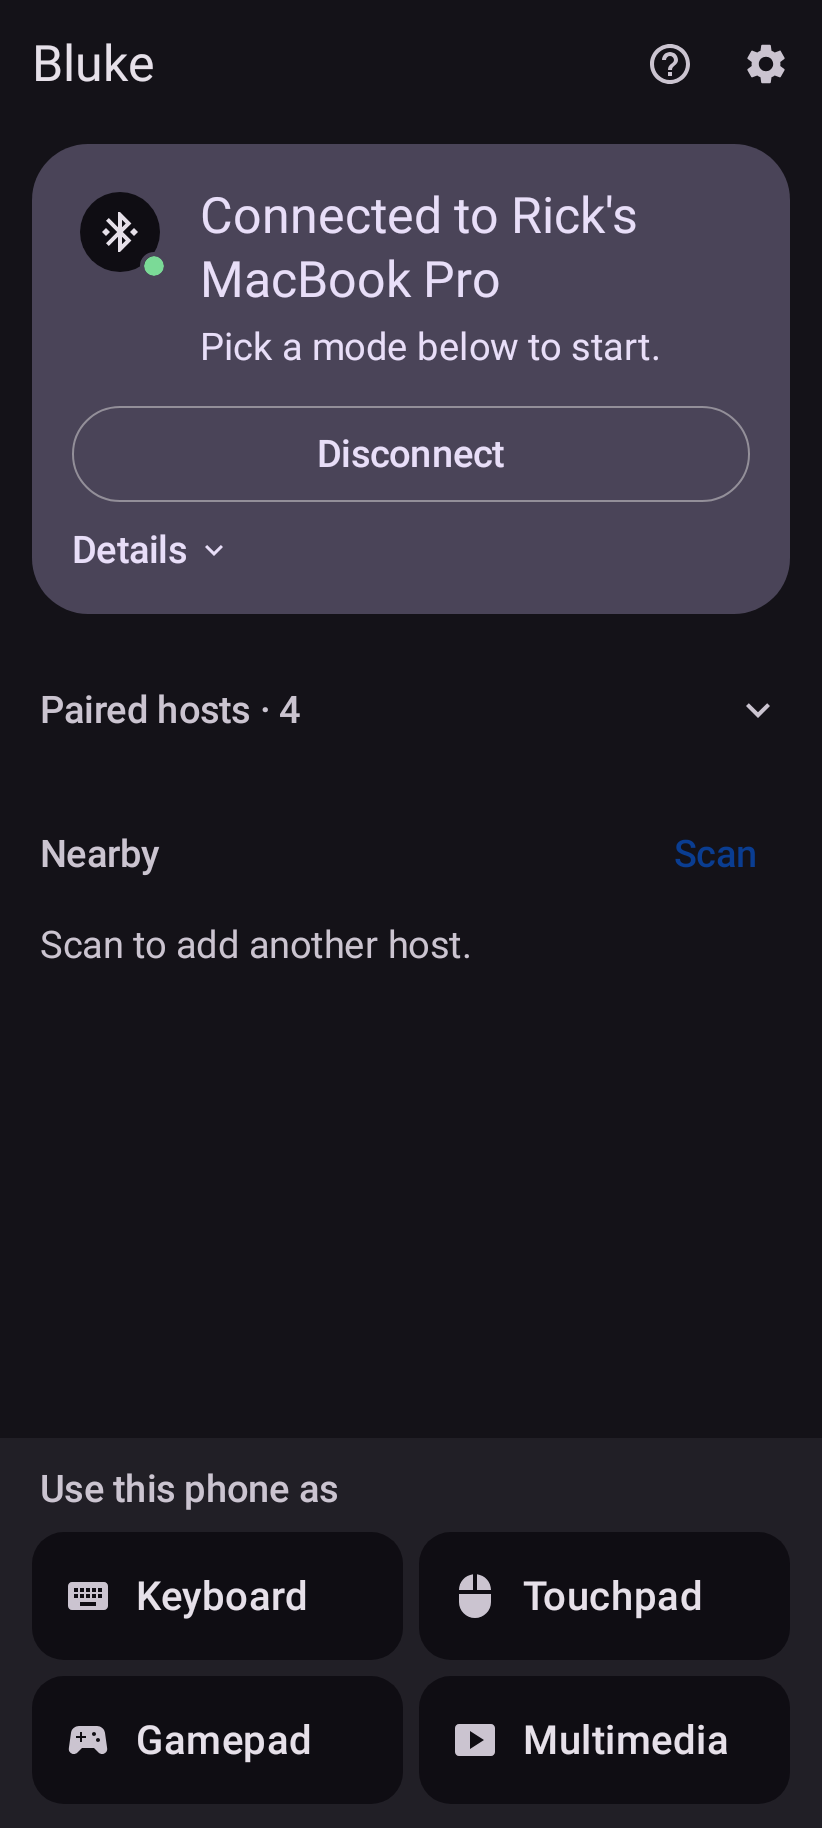 Bluke
Connected to Rick's
MacBook Pro
Pick a mode below to start.
Disconnect
Details
Paired hosts · 4
Nearby
Scan
Scan to add another host.
Use this phone as
Keyboard
Touchpad
Gamepad
Multimedia